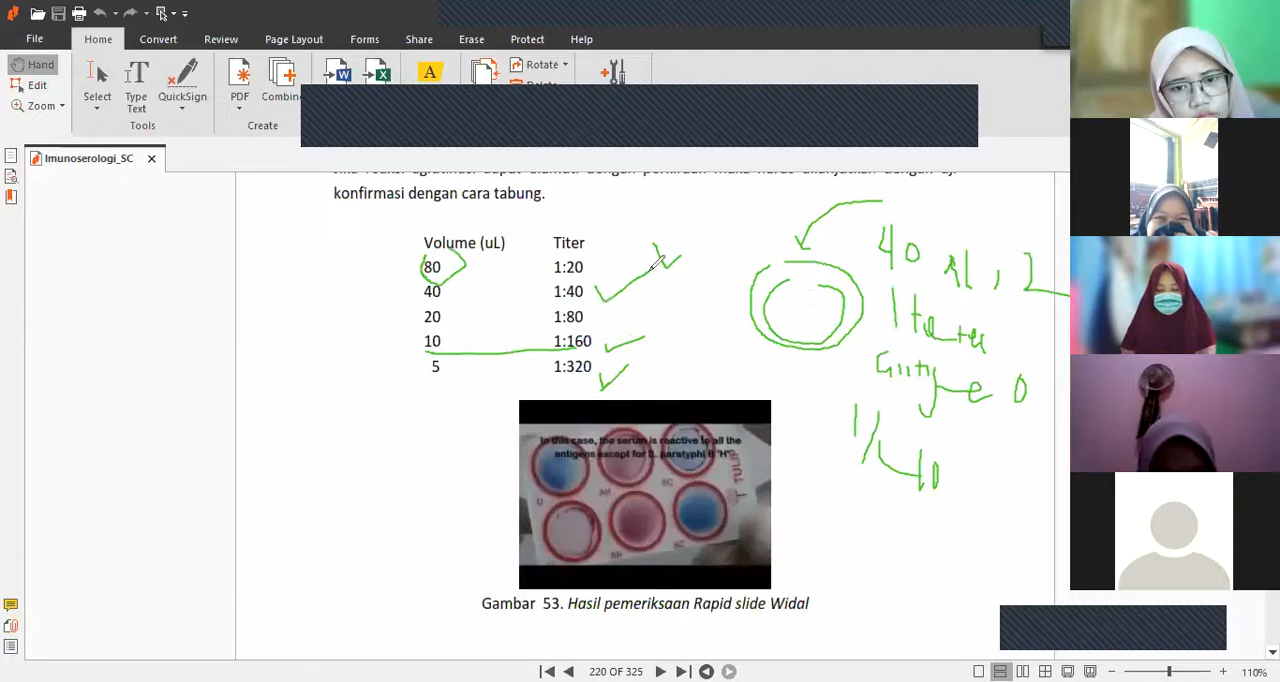 File Home Convert Review Page Layout Forms Share Erase Protect Help
Hand
Edit
Zoom
Select
Type Text
QuickSign
PDF
Combine
Rotate
Tools
Create
Imunoserologi_SC
konfirmasi dengan cara tabung.
Volume (uL) Titer
80 1:20
40 1:40
20 1:80
10 1:160
5 1:320
40
1
O
1/40
In this case, the serum is reactive to all the
antigens except for S. paratyphi B "H"
Gambar 53. Hasil pemeriksaan Rapid slide Widal
220 OF 325
110%